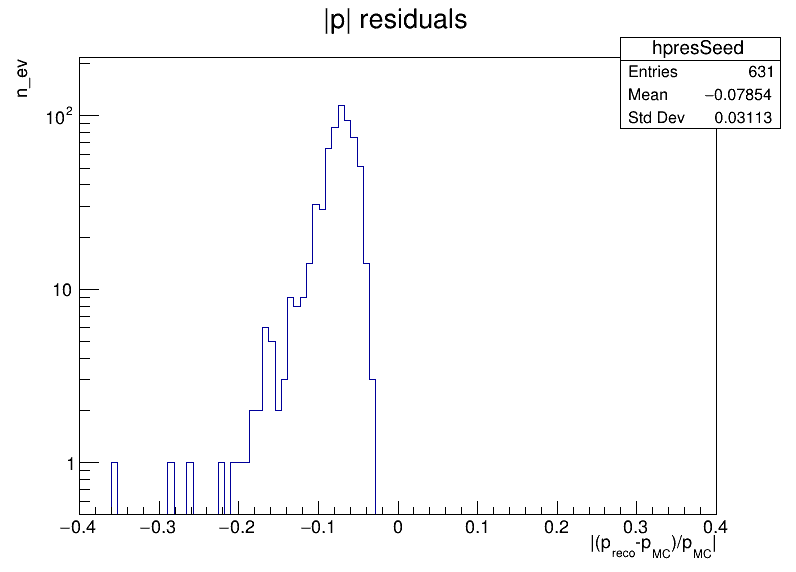 |p| residuals
hpresSeed
Entries 631
Mean −0.07854
Std Dev 0.03113
n_ev
10²
10
1
−0.4 −0.3 −0.2 −0.1 0 0.1 0.2 0.3 0.4
|(p_reco-p_MC)/p_MC|